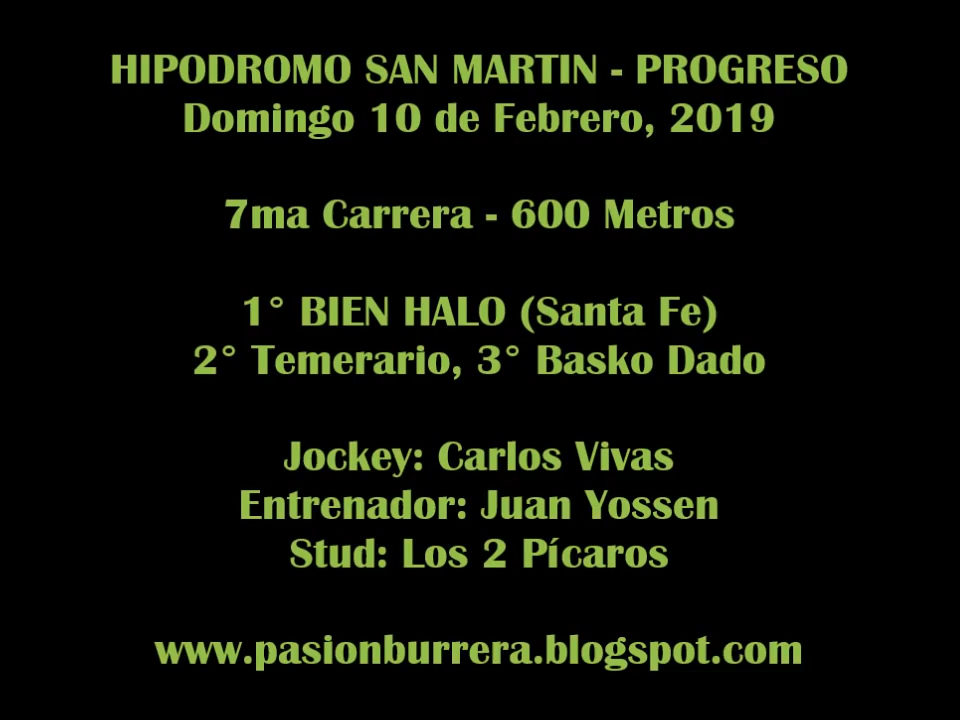 HIPODROMO SAN MARTIN - PROGRESO
Domingo 10 de Febrero, 2019
7ma Carrera - 600 Metros
1° BIEN HALO (Santa Fe)
2° Temerario, 3° Basko Dado
Jockey: Carlos Vivas
Entrenador: Juan Yossen
Stud: Los 2 Pícaros
www.pasionburrera.blogspot.com